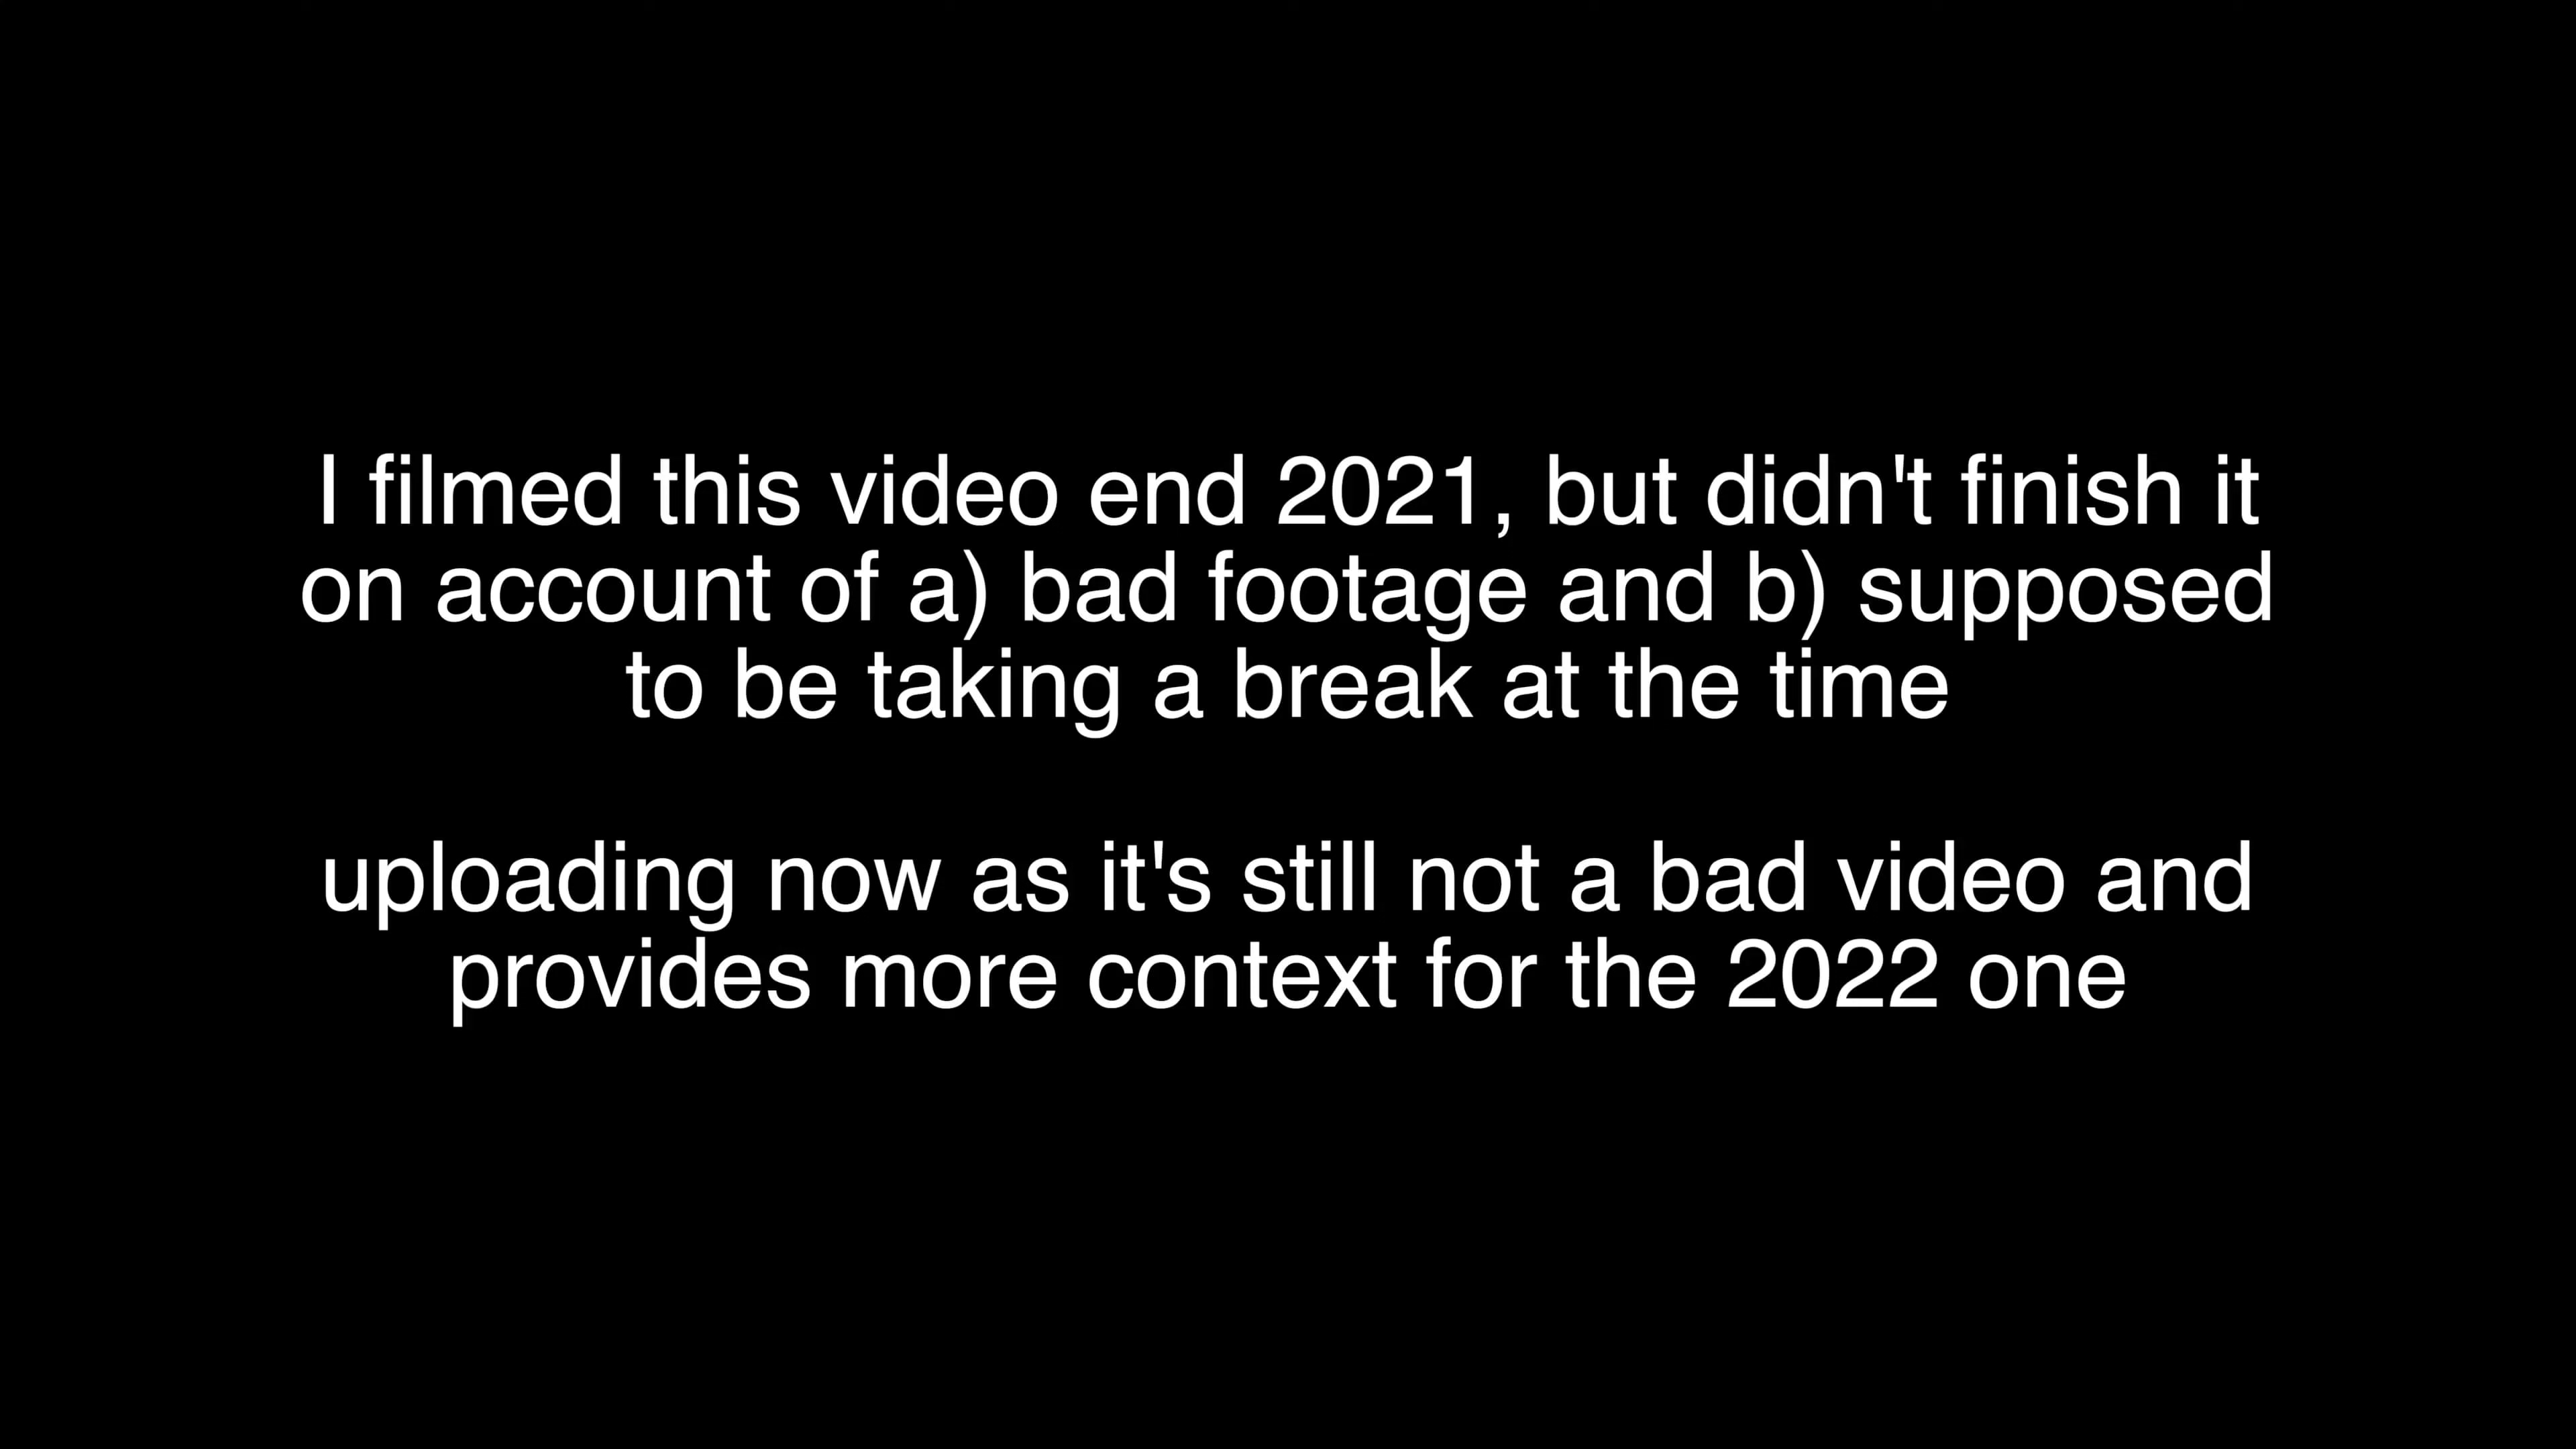 I filmed this video end 2021, but didn't finish it
on account of a) bad footage and b) supposed
to be taking a break at the time
uploading now as it's still not a bad video and
provides more context for the 2022 one